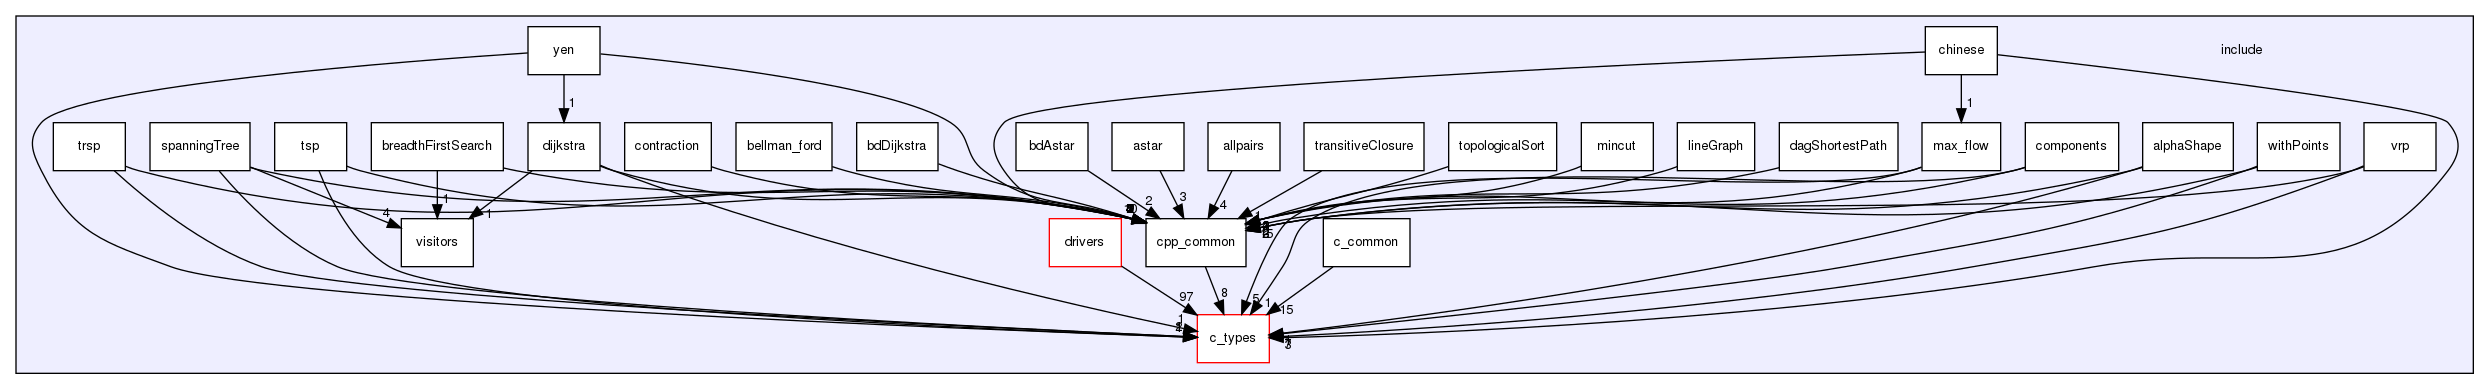 yen
chinese
include
1
1
trsp
spanningTree
tsp
breadthFirstSearch
dijkstra
contraction
bellman_ford
bdDijkstra
bdAstar
astar
allpairs
transitiveClosure
topologicalSort
mincut
lineGraph
dagShortestPath
max_flow
components
alphaShape
withPoints
vrp
4
1
1
2
3
4
visitors
drivers
cpp_common
c_common
97
8
5
1
15
c_types